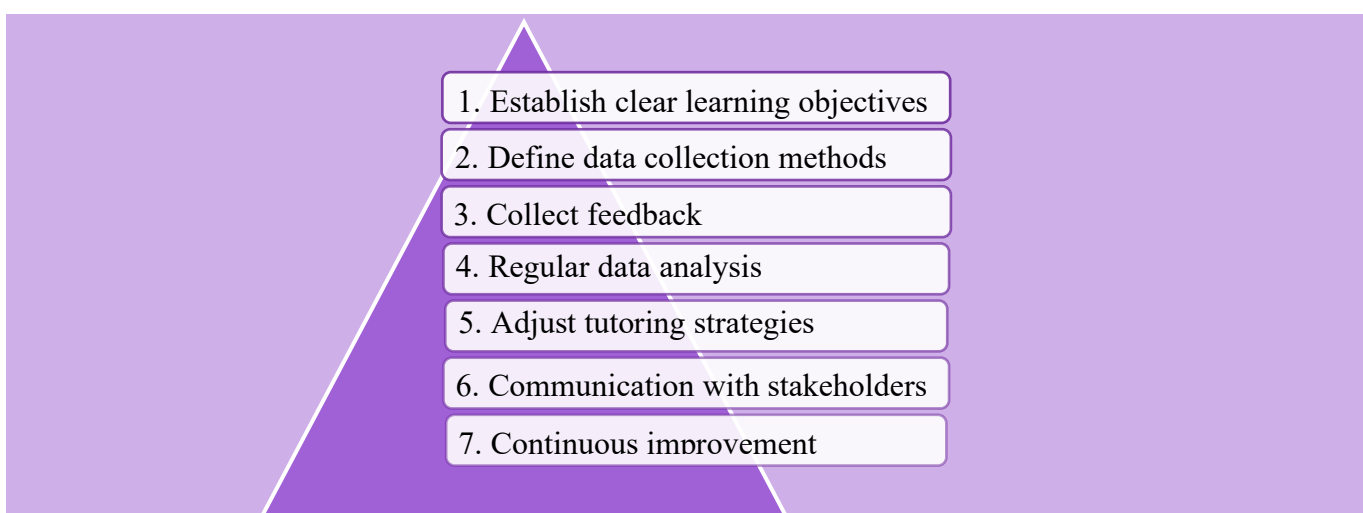 1. Establish clear learning objectives
2. Define data collection methods
3. Collect feedback
4. Regular data analysis
5. Adjust tutoring strategies
6. Communication with stakeholders
7. Continuous improvement